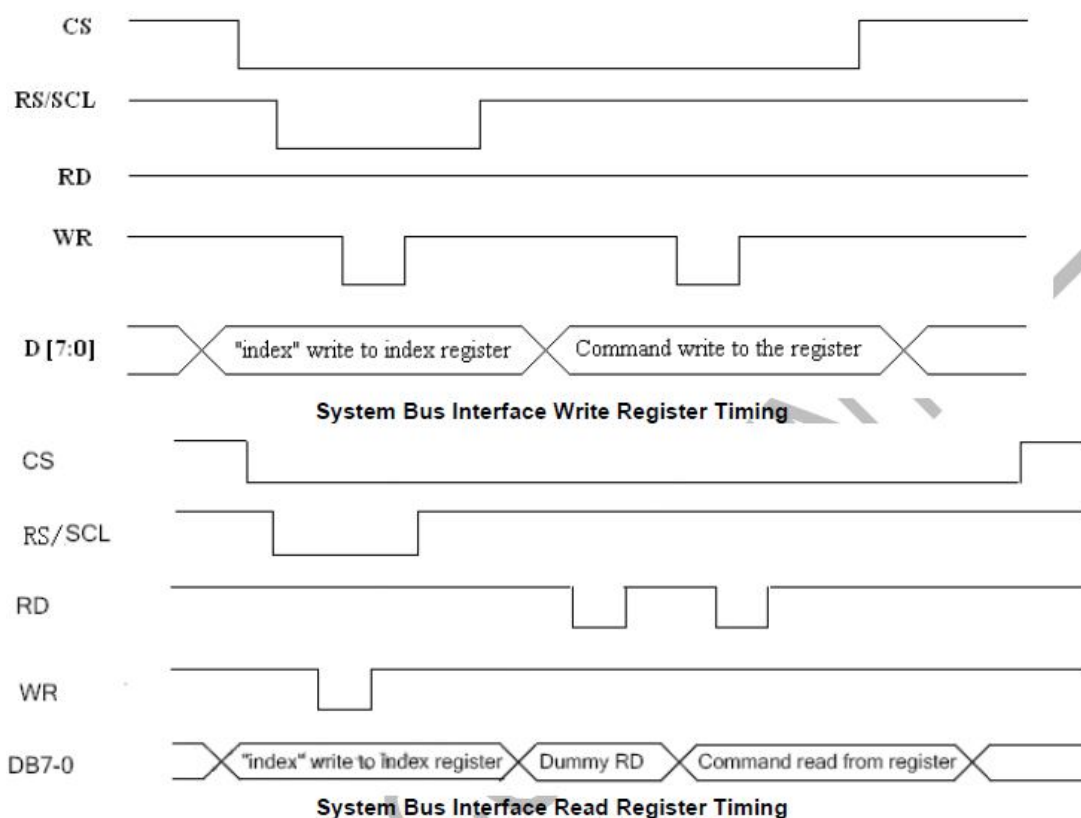 CS
RS/SCL
RD
WR
D [7:0] "index" write to index register Command write to the register
System Bus Interface Write Register Timing
CS
RS/SCL
RD
WR
DB7-0 "index" write to Index register Dummy RD Command read from register
System Bus Interface Read Register Timing